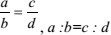 a/b = c/d , a :b=c : d